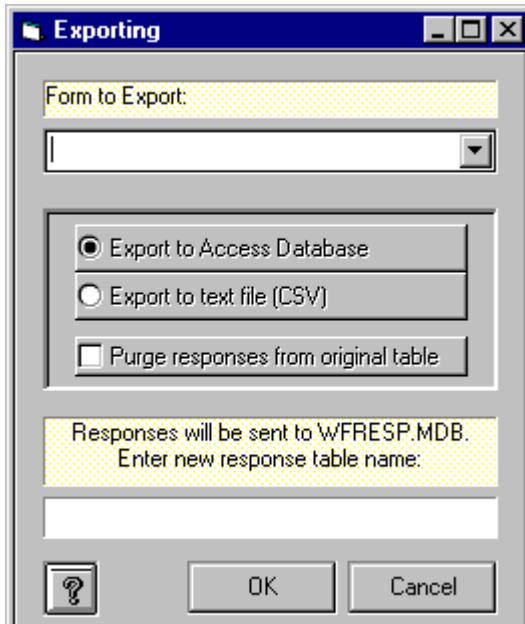 Exporting
Form to Export:
Export to Access Database
Export to text file (CSV)
Purge responses from original table
Responses will be sent to WFRESP.MDB.
Enter new response table name:
?
OK
Cancel